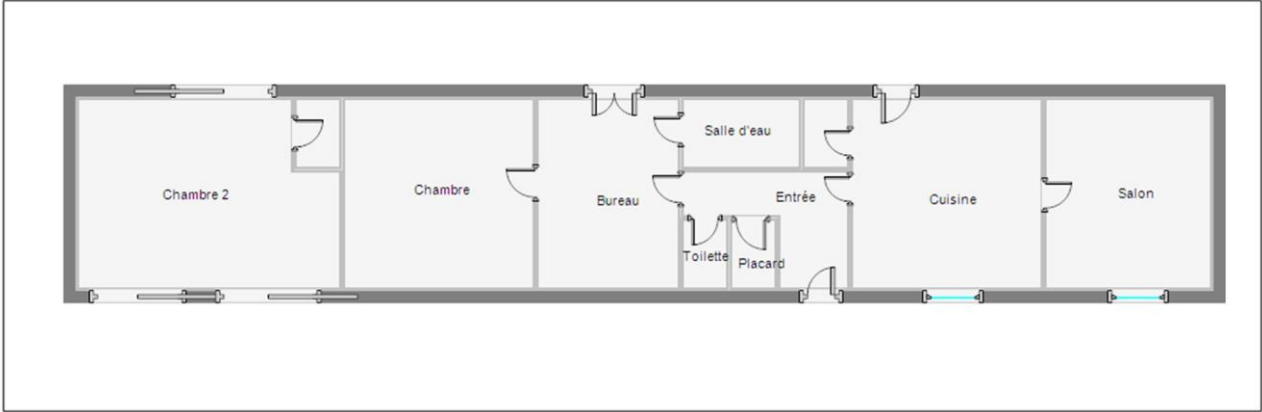 Chambre 2
Chambre
Bureau
Salle d'eau
Entrée
Toilette
Placard
Cuisine
Salon